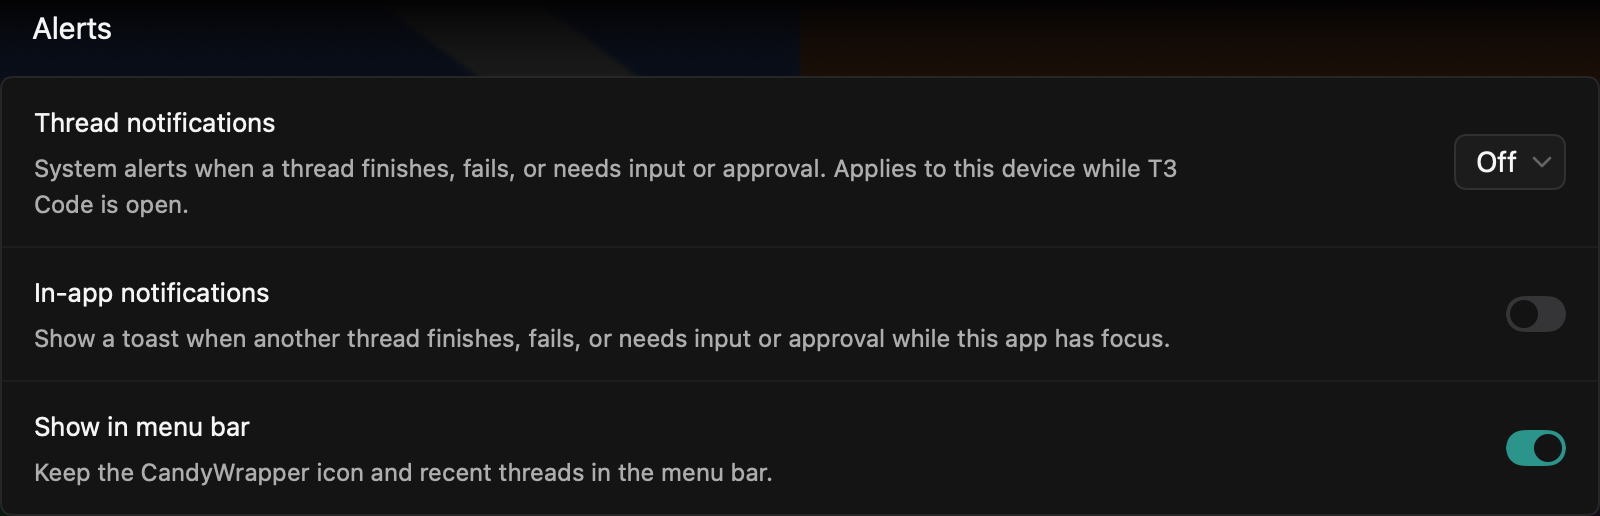 Alerts
Thread notifications
System alerts when a thread finishes, fails, or needs input or approval. Applies to this device while T3
Code is open.
Off
In-app notifications
Show a toast when another thread finishes, fails, or needs input or approval while this app has focus.
Show in menu bar
Keep the CandyWrapper icon and recent threads in the menu bar.